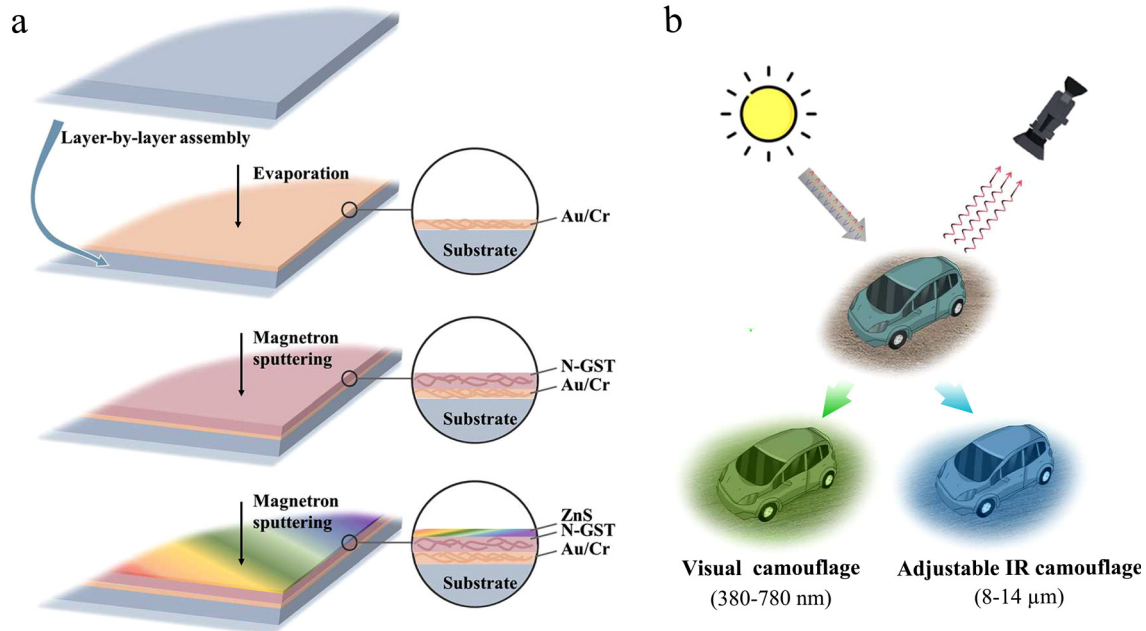 a
Layer-by-layer assembly
Evaporation
Au/Cr
Substrate
Magnetron
sputtering
N-GST
Au/Cr
Substrate
Magnetron
sputtering
ZnS
N-GST
Au/Cr
Substrate
b
Visual camouflage
(380-780 nm)
Adjustable IR camouflage
(8-14 µm)